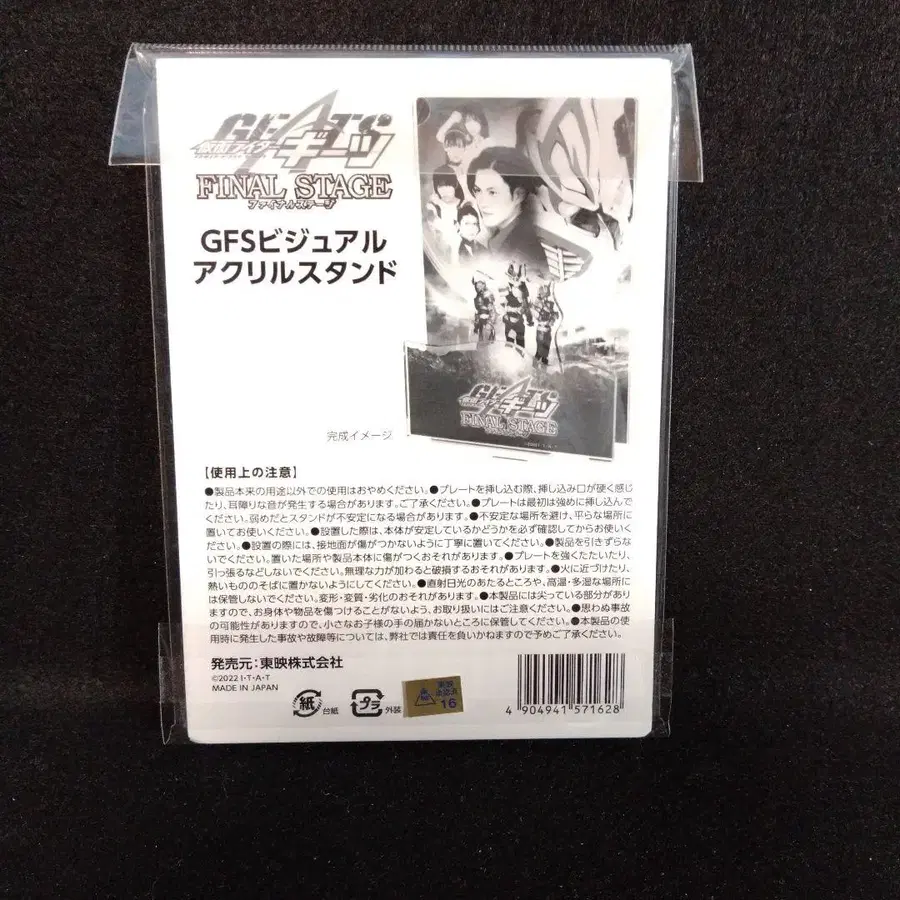 GEATS
仮面ライダーギーツ
FINAL STAGE
ファイナルステージ
GFSビジュアル
アクリルスタンド
GEATS
仮面ライダーギーツ
FINAL STAGE
完成イメージ
【使用上の注意】
●製品本来の用途以外での使用はおやめください。●プレートを挿し込む際、挿し込み口が硬く感じ
たり、耳障りな音が発生する場合があります。ご了承ください。●プレートは最初は強めに挿し込んで
ください。弱めだとスタンドが不安定になる場合があります。●不安定な場所を避け、平らな場所に
置いてお使いください。●設置した際は、本体が安定しているかどうかを必ず確認してからお使いくだ
さい。●設置の際には、接地面が傷がつかないように丁寧に置いてください。●製品を引きずらな
いでください。置いた場所や製品本体に傷がつくおそれがあります。●プレートを強くたたいたり、
引っ張るなどしないでください。無理な力が加わると破損するおそれがあります。●火に近づけたり、
熱いもののそばに置かないようにしてください。●直射日光のあたるところや、高温・多湿な場所に
は保管しないでください。変形・変質・劣化のおそれがあります。●本製品には尖っている部分があり
ますので、お身体や物品を傷つけることがないよう、お取り扱いにはご注意ください。●思わぬ事故
の可能性がありますので、小さなお子様の手の届かないところに保管してください。●本製品の使
用時に発生した事故や故障等については、弊社では責任を負いかねますので予めご了承ください。
発売元：東映株式会社
©2022 I・T・A・T
MADE IN JAPAN
紙 台紙
プラ 外装
東映
承認済
16
4 904941 571628